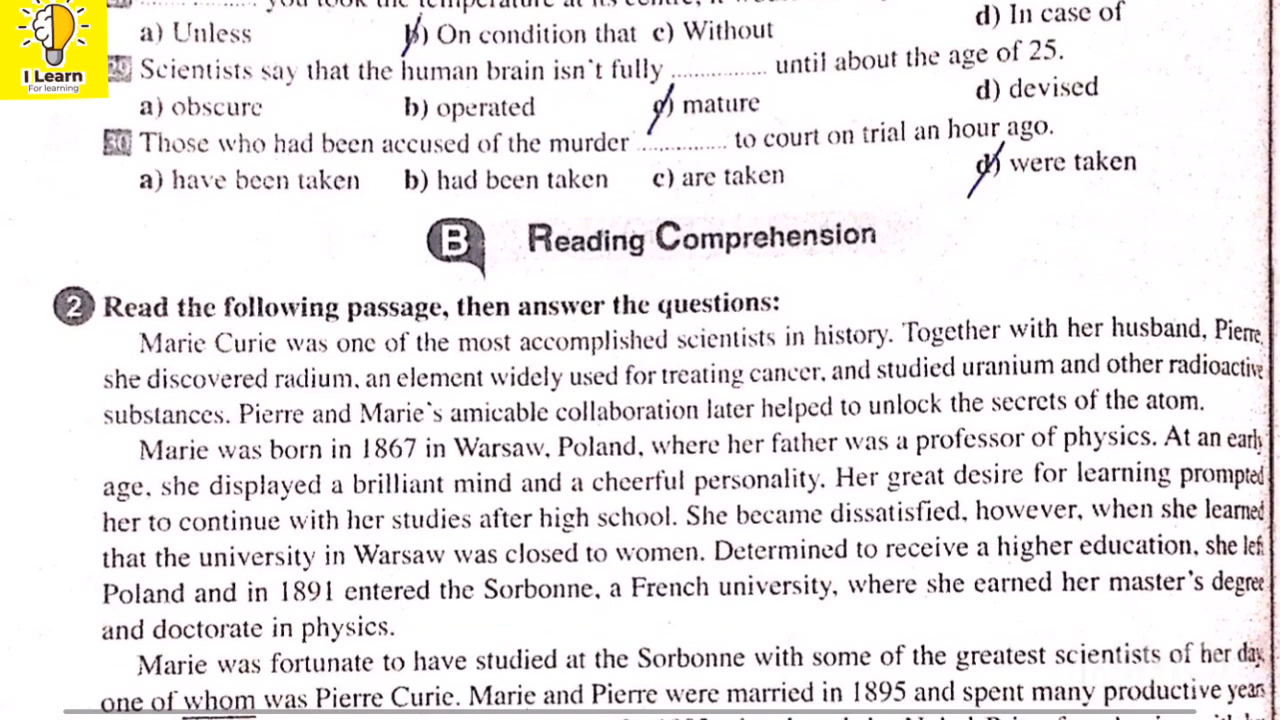 I Learn
For learning
you took the temperature at its centre, it
a) Unless b) On condition that c) Without d) In case of
29 Scientists say that the human brain isn't fully ................ until about the age of 25.
a) obscure b) operated c) mature d) devised
30 Those who had been accused of the murder ............... to court on trial an hour ago.
a) have been taken b) had been taken c) are taken d) were taken
B Reading Comprehension
2 Read the following passage, then answer the questions:
Marie Curie was one of the most accomplished scientists in history. Together with her husband, Pierre,
she discovered radium, an element widely used for treating cancer, and studied uranium and other radioactive
substances. Pierre and Marie's amicable collaboration later helped to unlock the secrets of the atom.
Marie was born in 1867 in Warsaw, Poland, where her father was a professor of physics. At an early
age, she displayed a brilliant mind and a cheerful personality. Her great desire for learning prompted
her to continue with her studies after high school. She became dissatisfied, however, when she learned
that the university in Warsaw was closed to women. Determined to receive a higher education, she left
Poland and in 1891 entered the Sorbonne, a French university, where she earned her master's degree
and doctorate in physics.
Marie was fortunate to have studied at the Sorbonne with some of the greatest scientists of her day,
one of whom was Pierre Curie. Marie and Pierre were married in 1895 and spent many productive years